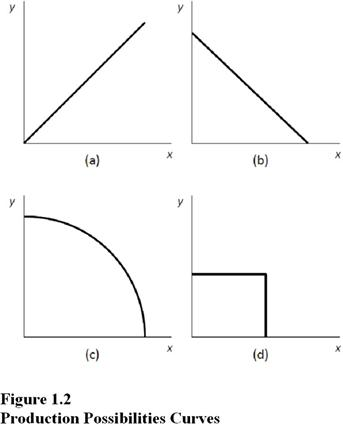 y
y
x
x
(a)
(b)
y
y
x
x
(c)
(d)
Figure 1.2
Production Possibilities Curves